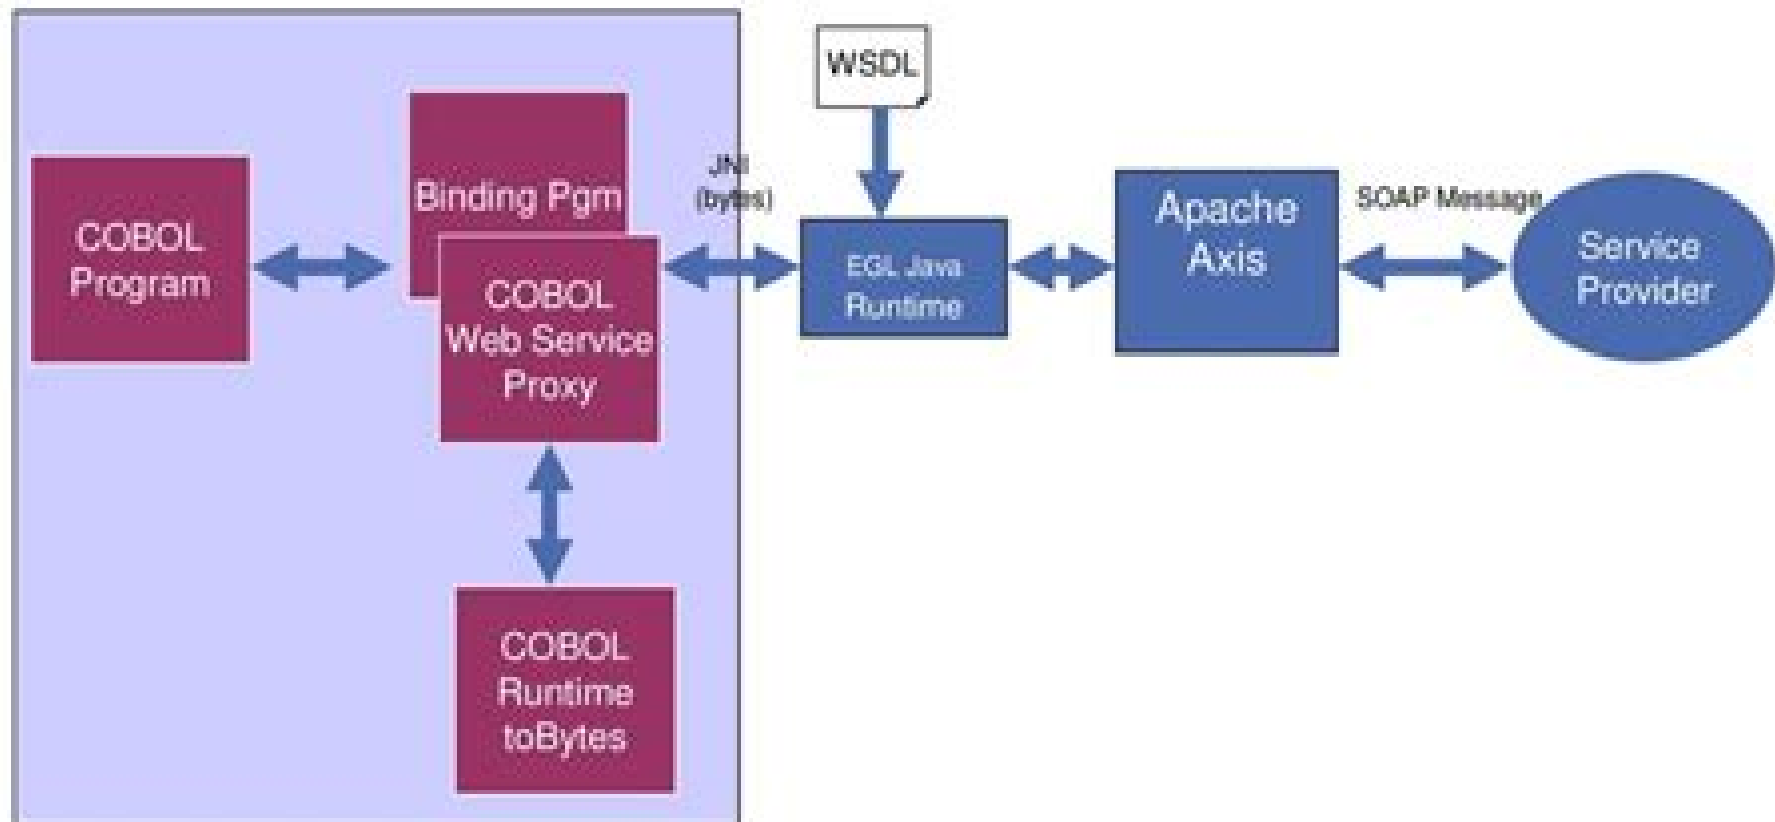 WSDL
Binding Pgm
JNI
(bytes)
COBOL
Program
COBOL
Web Service
Proxy
EGL Java
Runtime
Apache
Axis
SOAP Message
Service
Provider
COBOL
Runtime
toBytes